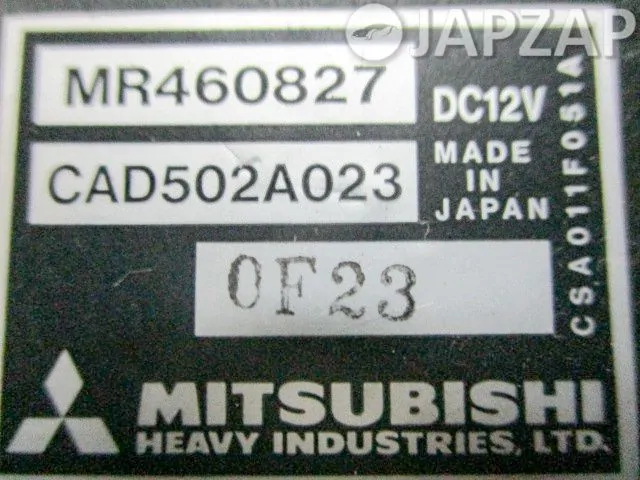 JAPZAP
MR460827
DC12V
CAD502A023
MADE
IN
JAPAN
CSA011F051A
0F23
MITSUBISHI
HEAVY INDUSTRIES, LTD.